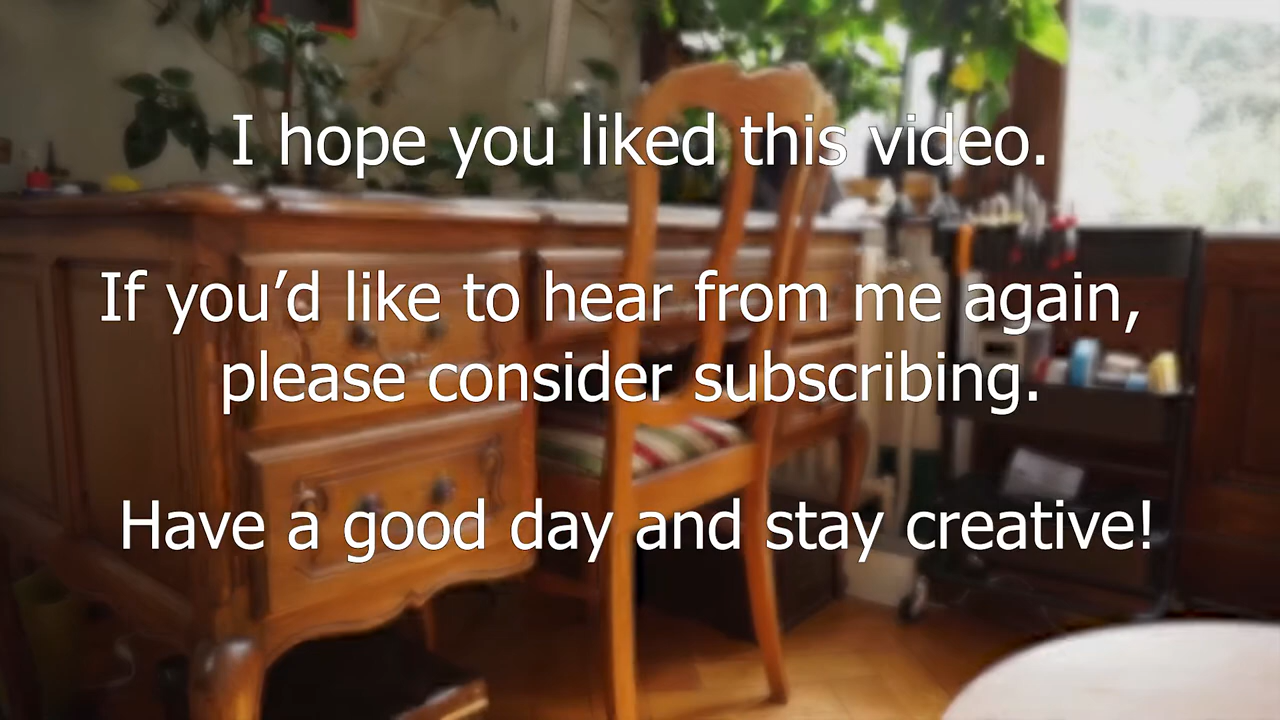 I hope you liked this video.
If you’d like to hear from me again,
please consider subscribing.
Have a good day and stay creative!